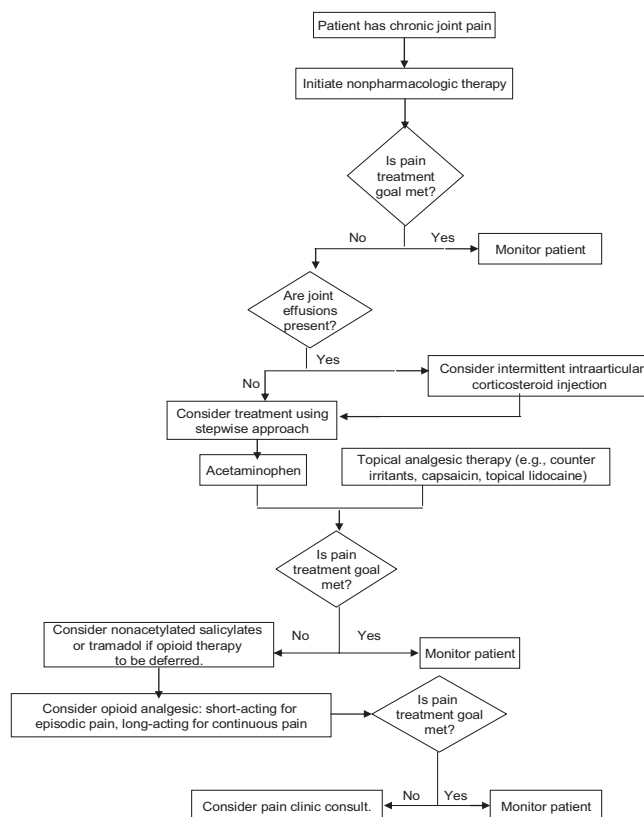 Patient has chronic joint pain
Initiate nonpharmacologic therapy
Is pain
treatment
goal met?
No
Yes
Monitor patient
Are joint
effusions
present?
Yes
No
Consider intermittent intraarticular
corticosteroid injection
Consider treatment using
stepwise approach
Acetaminophen
Topical analgesic therapy (e.g., counter
irritants, capsaicin, topical lidocaine)
Is pain
treatment goal
met?
No
Yes
Consider nonacetylated salicylates
or tramadol if opioid therapy
to be deferred.
Monitor patient
Consider opioid analgesic: short-acting for
episodic pain, long-acting for continuous pain
Is pain
treatment goal
met?
No
Yes
Consider pain clinic consult.
Monitor patient